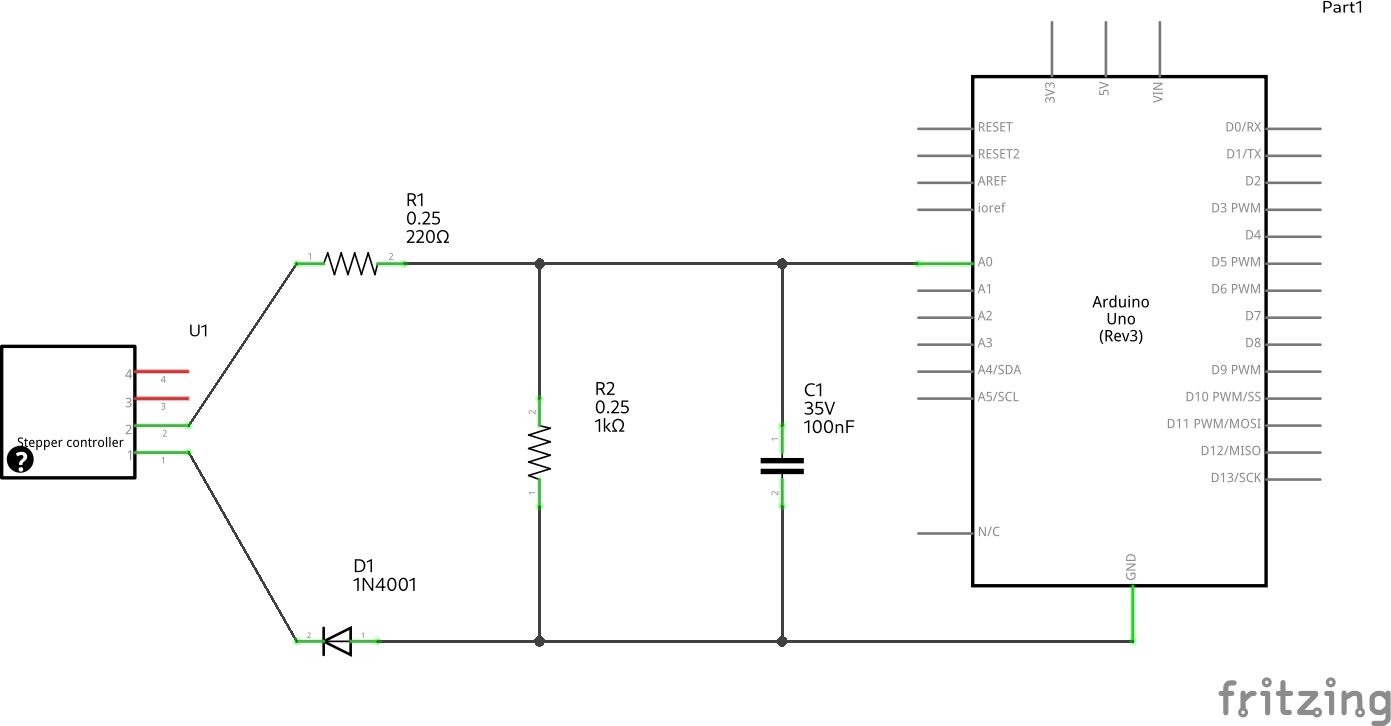 Part1
3V3
5V
VIN
RESET
RESET2
AREF
ioref
A0
A1
A2
A3
A4/SDA
A5/SCL
N/C
D0/RX
D1/TX
D2
D3 PWM
D4
D5 PWM
D6 PWM
D7
D8
D9 PWM
D10 PWM/SS
D11 PWM/MOSI
D12/MISO
D13/SCK
GND
Arduino
Uno
(Rev3)
R1
0.25
220Ω
1
2
U1
4
4
3
3
2
2
1
1
Stepper controller
?
R2
0.25
1kΩ
2
1
C1
35V
100nF
1
2
D1
1N4001
2
1
fritzing